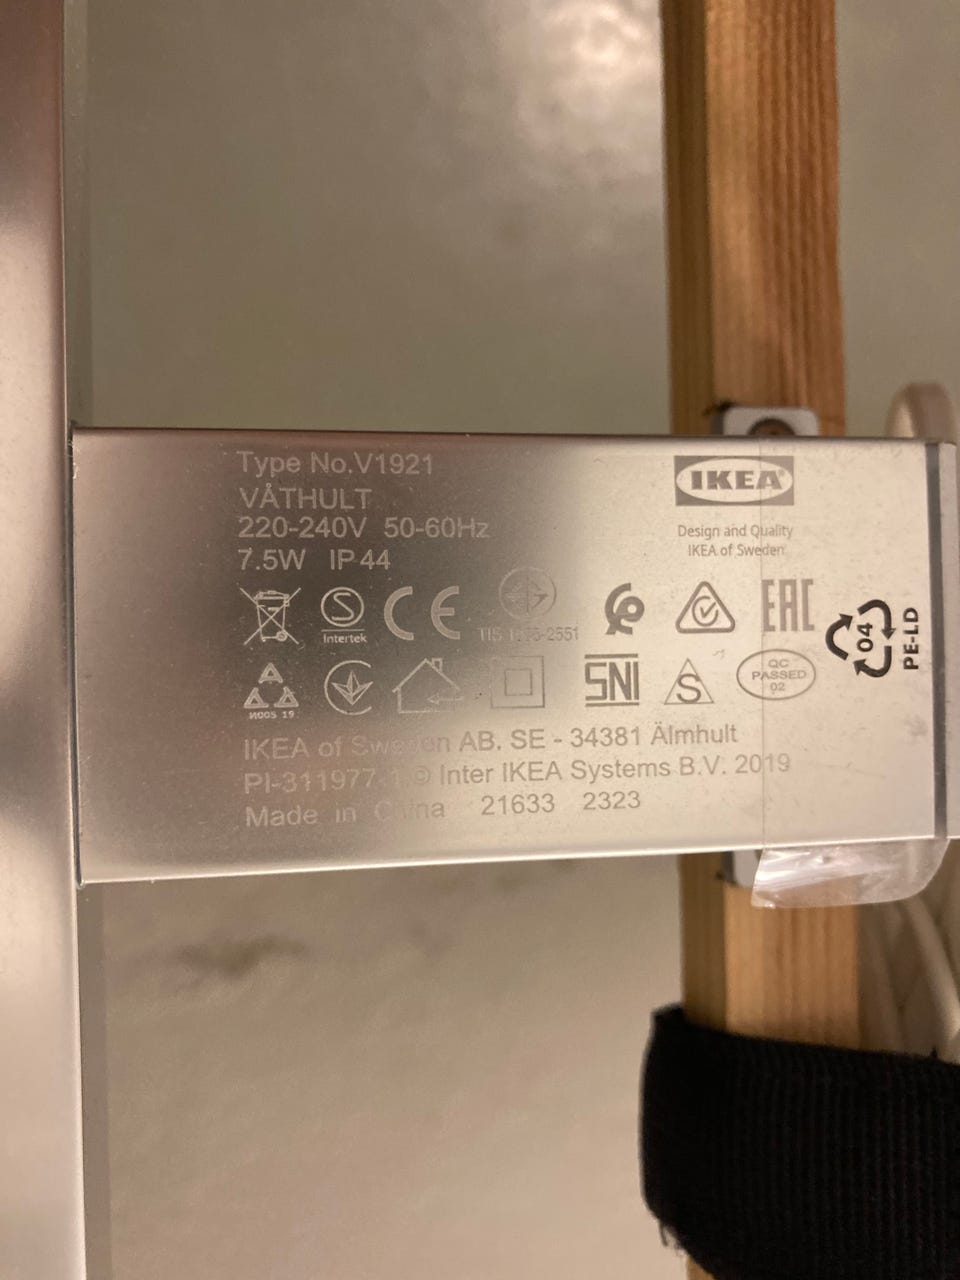 Type No.V1921
VÅTHULT
220-240V 50-60Hz
7.5W IP44
IKEA
Design and Quality
IKEA of Sweden
S
Intertek
CE
TIS -2551
EAC
04
PE-LD
SNI
S
QC
PASSED
02
IKEA of Sweden AB. SE - 34381 Älmhult
PI-311977-1 © Inter IKEA Systems B.V. 2019
Made in China 21633 2323